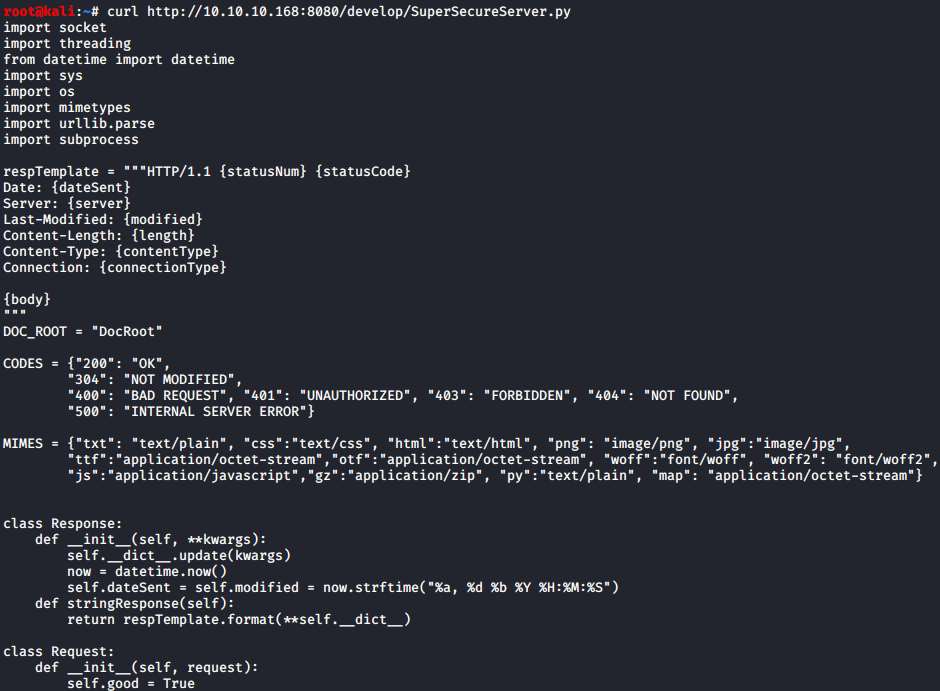 root@kali:~# curl http://10.10.10.168:8080/develop/SuperSecureServer.py
import socket
import threading
from datetime import datetime
import sys
import os
import mimetypes
import urllib.parse
import subprocess

respTemplate = """HTTP/1.1 {statusNum} {statusCode}
Date: {dateSent}
Server: {server}
Last-Modified: {modified}
Content-Length: {length}
Content-Type: {contentType}
Connection: {connectionType}

{body}
"""
DOC_ROOT = "DocRoot"

CODES = {"200": "OK",
        "304": "NOT MODIFIED",
        "400": "BAD REQUEST", "401": "UNAUTHORIZED", "403": "FORBIDDEN", "404": "NOT FOUND",
        "500": "INTERNAL SERVER ERROR"}

MIMES = {"txt": "text/plain", "css":"text/css", "html":"text/html", "png": "image/png", "jpg":"image/jpg",
        "ttf":"application/octet-stream","otf":"application/octet-stream", "woff":"font/woff", "woff2": "font/woff2",
        "js":"application/javascript","gz":"application/zip", "py":"text/plain", "map": "application/octet-stream"}


class Response:
    def __init__(self, **kwargs):
        self.__dict__.update(kwargs)
        now = datetime.now()
        self.dateSent = self.modified = now.strftime("%a, %d %b %Y %H:%M:%S")
    def stringResponse(self):
        return respTemplate.format(**self.__dict__)

class Request:
    def __init__(self, request):
        self.good = True